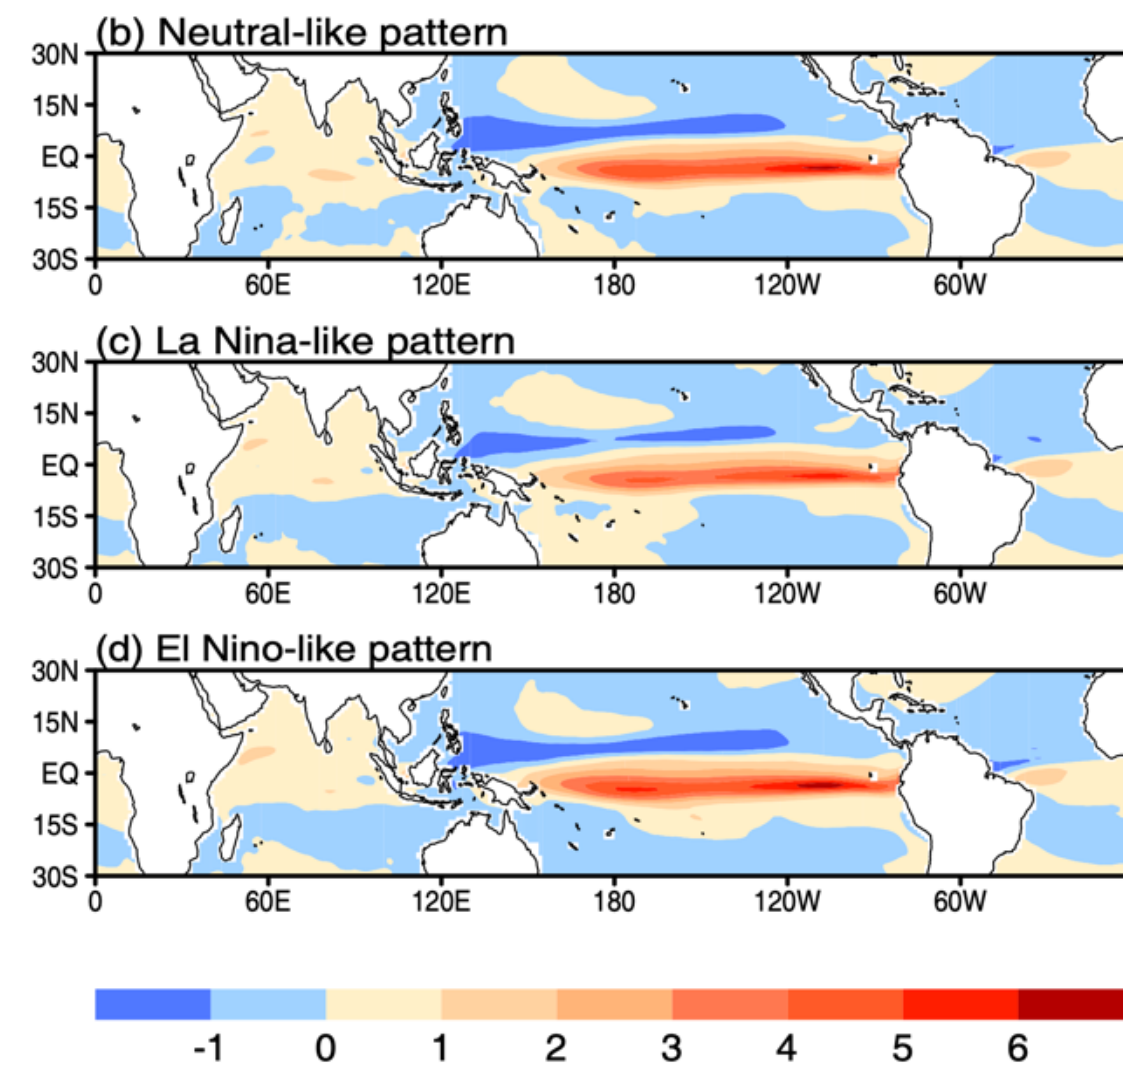 (b) Neutral-like pattern
30N
15N
EQ
15S
30S
0 60E 120E 180 120W 60W
(c) La Nina-like pattern
30N
15N
EQ
15S
30S
0 60E 120E 180 120W 60W
(d) El Nino-like pattern
30N
15N
EQ
15S
30S
0 60E 120E 180 120W 60W
-1 0 1 2 3 4 5 6